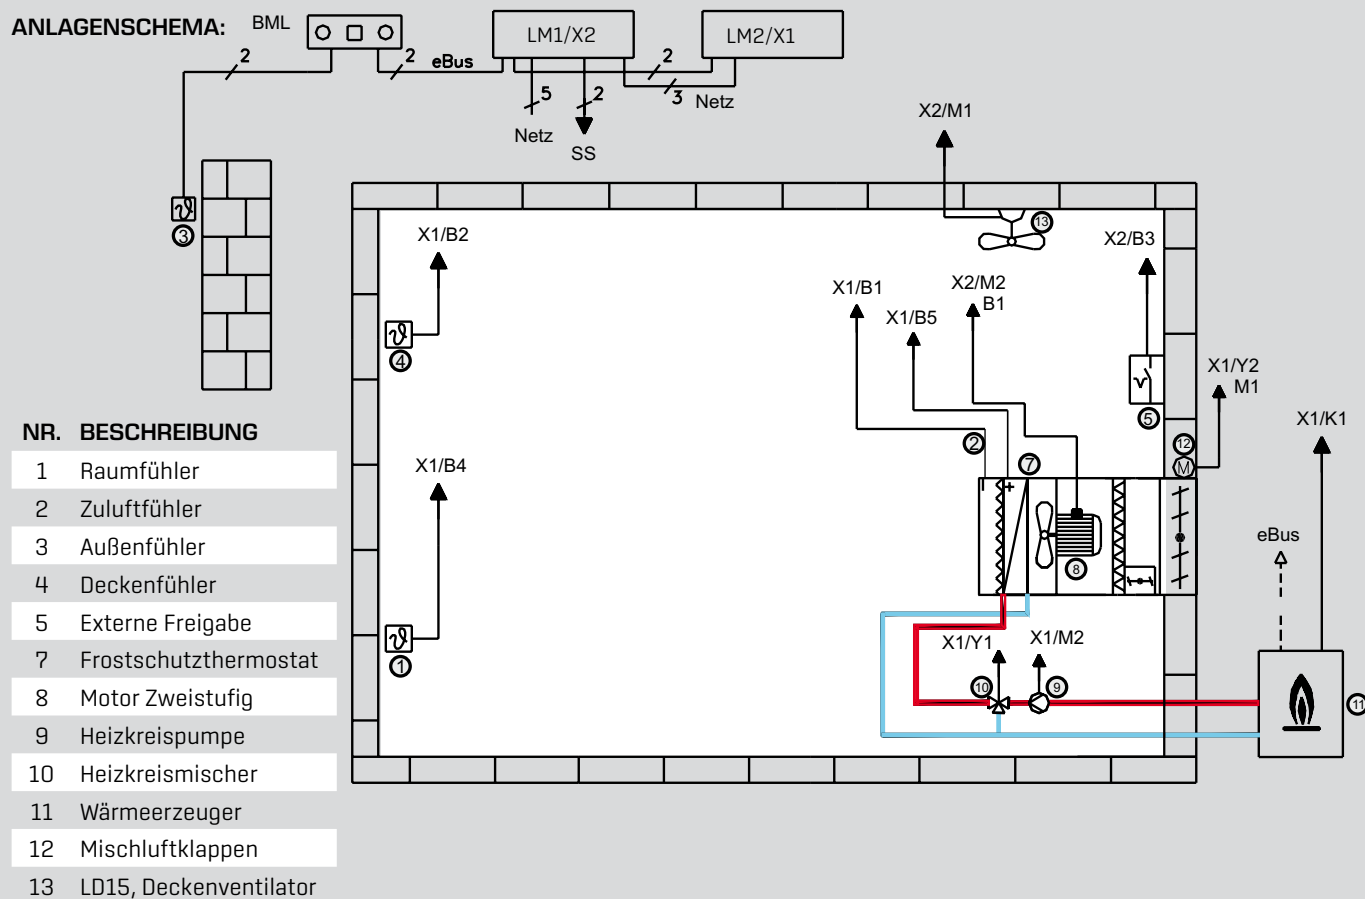 ANLAGENSCHEMA:
BML
LM1/X2
LM2/X1
2
2
eBus
2
5
2
3
Netz
Netz
SS
X2/M1
3
13
X1/B2
X2/B3
X1/B1
X2/M2
B1
X1/B5
4
X1/Y2
M1
5
X1/K1
NR. BESCHREIBUNG
2
7
12
M
1 Raumfühler
X1/B4
2 Zuluftfühler
3 Außenfühler
eBus
4 Deckenfühler
8
5 Externe Freigabe
7 Frostschutzthermostat
X1/Y1
X1/M2
1
8 Motor Zweistufig
10
9
11
9 Heizkreispumpe
10 Heizkreismischer
11 Wärmeerzeuger
12 Mischluftklappen
13 LD15, Deckenventilator